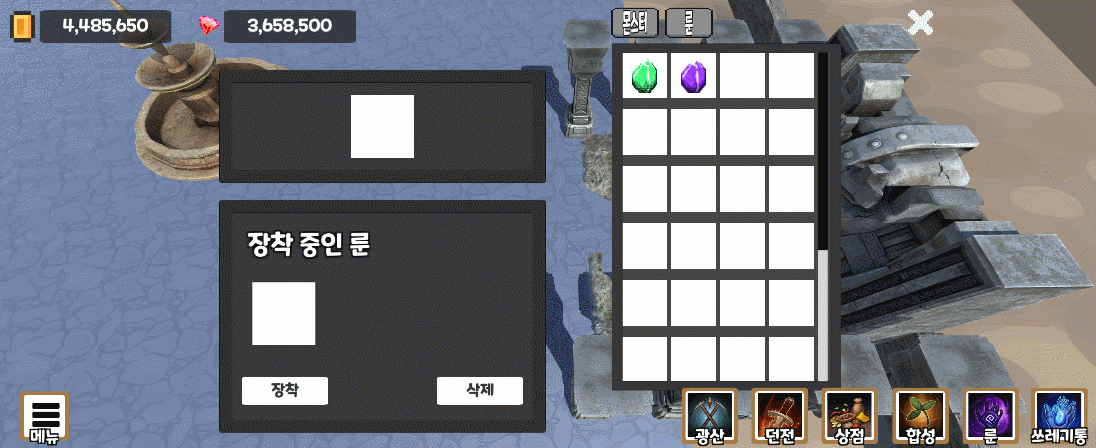 4,485,650
3,658,500
몬스터
룬
장착 중인 룬
장착
삭제
메뉴
광산
던전
상점
합성
룬
쓰레기통